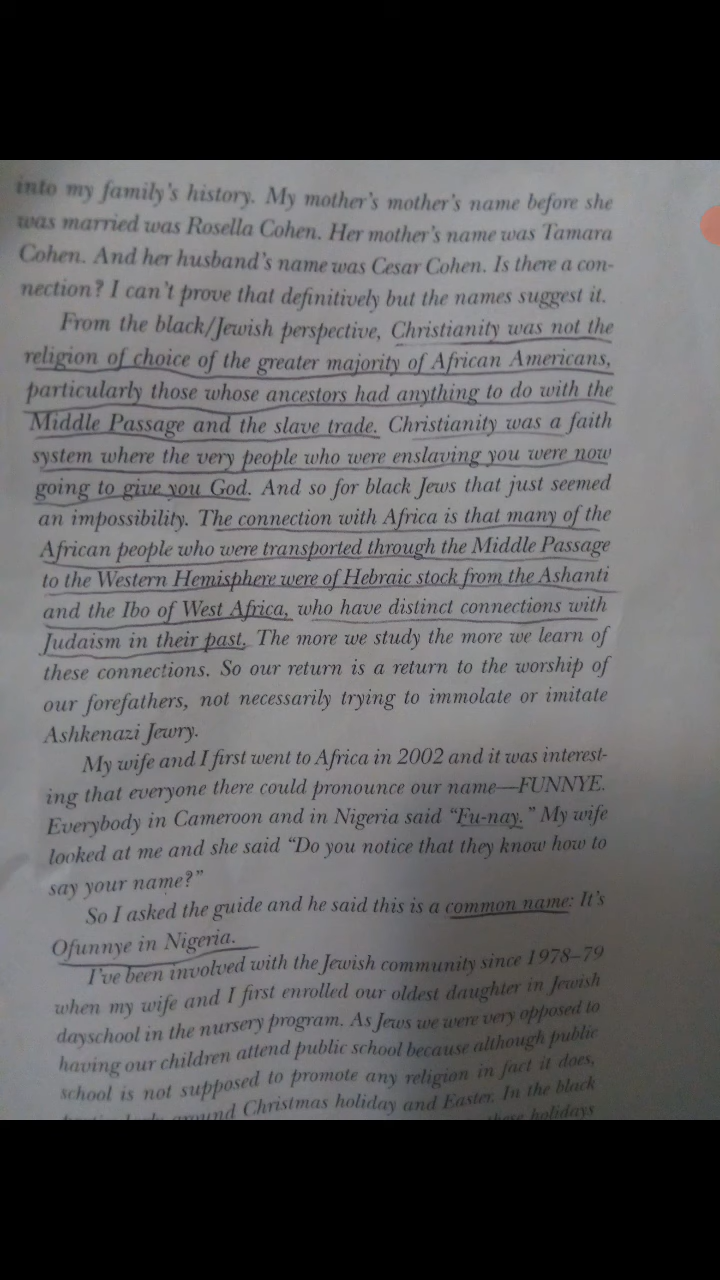 into my family's history. My mother's mother's name before she
was married was Rosella Cohen. Her mother's name was Tamara
Cohen. And her husband's name was Cesar Cohen. Is there a con-
nection? I can't prove that definitively but the names suggest it.
From the black/Jewish perspective, Christianity was not the
religion of choice of the greater majority of African Americans,
particularly those whose ancestors had anything to do with the
Middle Passage and the slave trade. Christianity was a faith
system where the very people who were enslaving you were now
going to give you God. And so for black Jews that just seemed
an impossibility. The connection with Africa is that many of the
African people who were transported through the Middle Passage
to the Western Hemisphere were of Hebraic stock from the Ashanti
and the Ibo of West Africa, who have distinct connections with
Judaism in their past. The more we study the more we learn of
these connections. So our return is a return to the worship of
our forefathers, not necessarily trying to immolate or imitate
Ashkenazi Jewry.
My wife and I first went to Africa in 2002 and it was interest-
ing that everyone there could pronounce our name—FUNNYE.
Everybody in Cameroon and in Nigeria said "Fu-nay." My wife
looked at me and she said "Do you notice that they know how to
say your name?"
So I asked the guide and he said this is a common name: It's
Ofunnye in Nigeria.
I've been involved with the Jewish community since 1978–79
when my wife and I first enrolled our oldest daughter in Jewish
dayschool in the nursery program. As Jews we were very opposed to
having our children attend public school because although public
school is not supposed to promote any religion in fact it does,
around Christmas holiday and Easter. In the black
these holidays